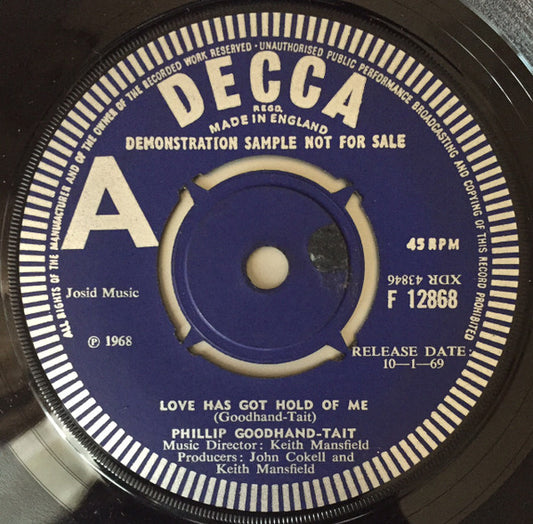 ALL RIGHTS OF THE MANUFACTURER AND OF THE OWNER OF THE RECORDED WORK RESERVED · UNAUTHORISED PUBLIC PERFORMANCE BROADCASTING AND COPYING OF THIS RECORD PROHIBITED
DECCA
REGD.
MADE IN ENGLAND
DEMONSTRATION SAMPLE NOT FOR SALE
A
45 RPM
XDR 43846
F 12868
Josid Music
℗ 1968
RELEASE DATE:
10—1—69
LOVE HAS GOT HOLD OF ME
(Goodhand-Tait)
PHILLIP GOODHAND-TAIT
Music Director: Keith Mansfield
Producers: John Cokell and
Keith Mansfield